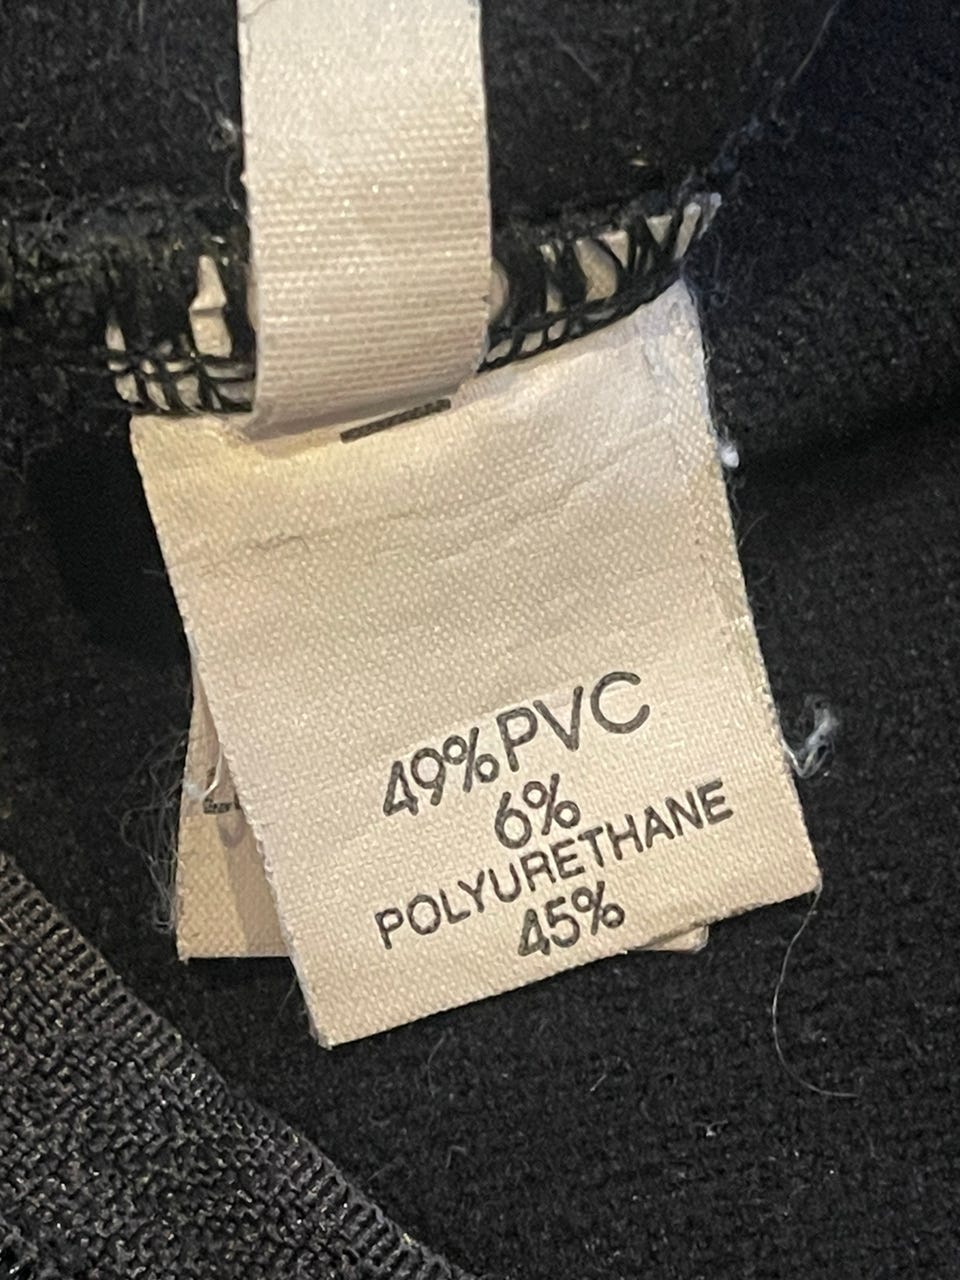 49% PVC
6%
POLYURETHANE
45%